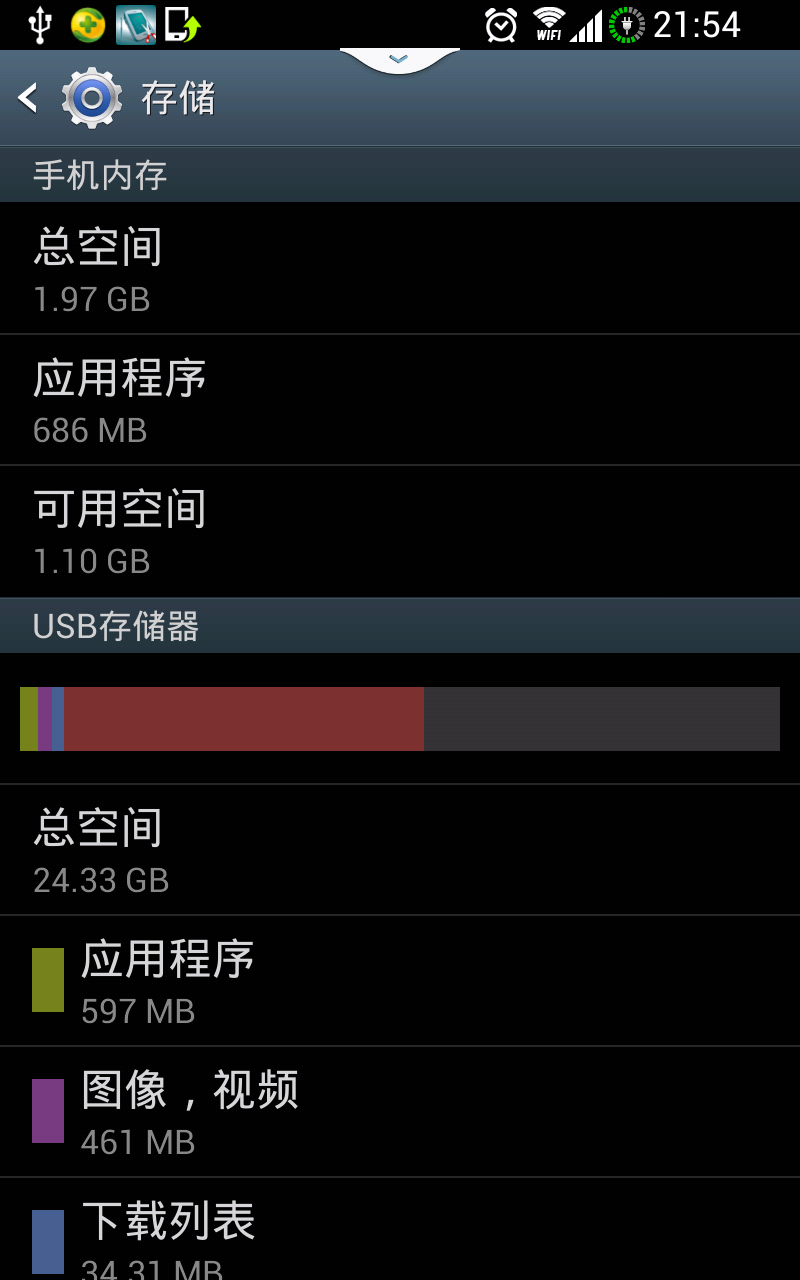 WIFI
21:54
存储
手机内存
总空间
1.97 GB
应用程序
686 MB
可用空间
1.10 GB
USB存储器
总空间
24.33 GB
应用程序
597 MB
图像，视频
461 MB
下载列表
34.31 MB